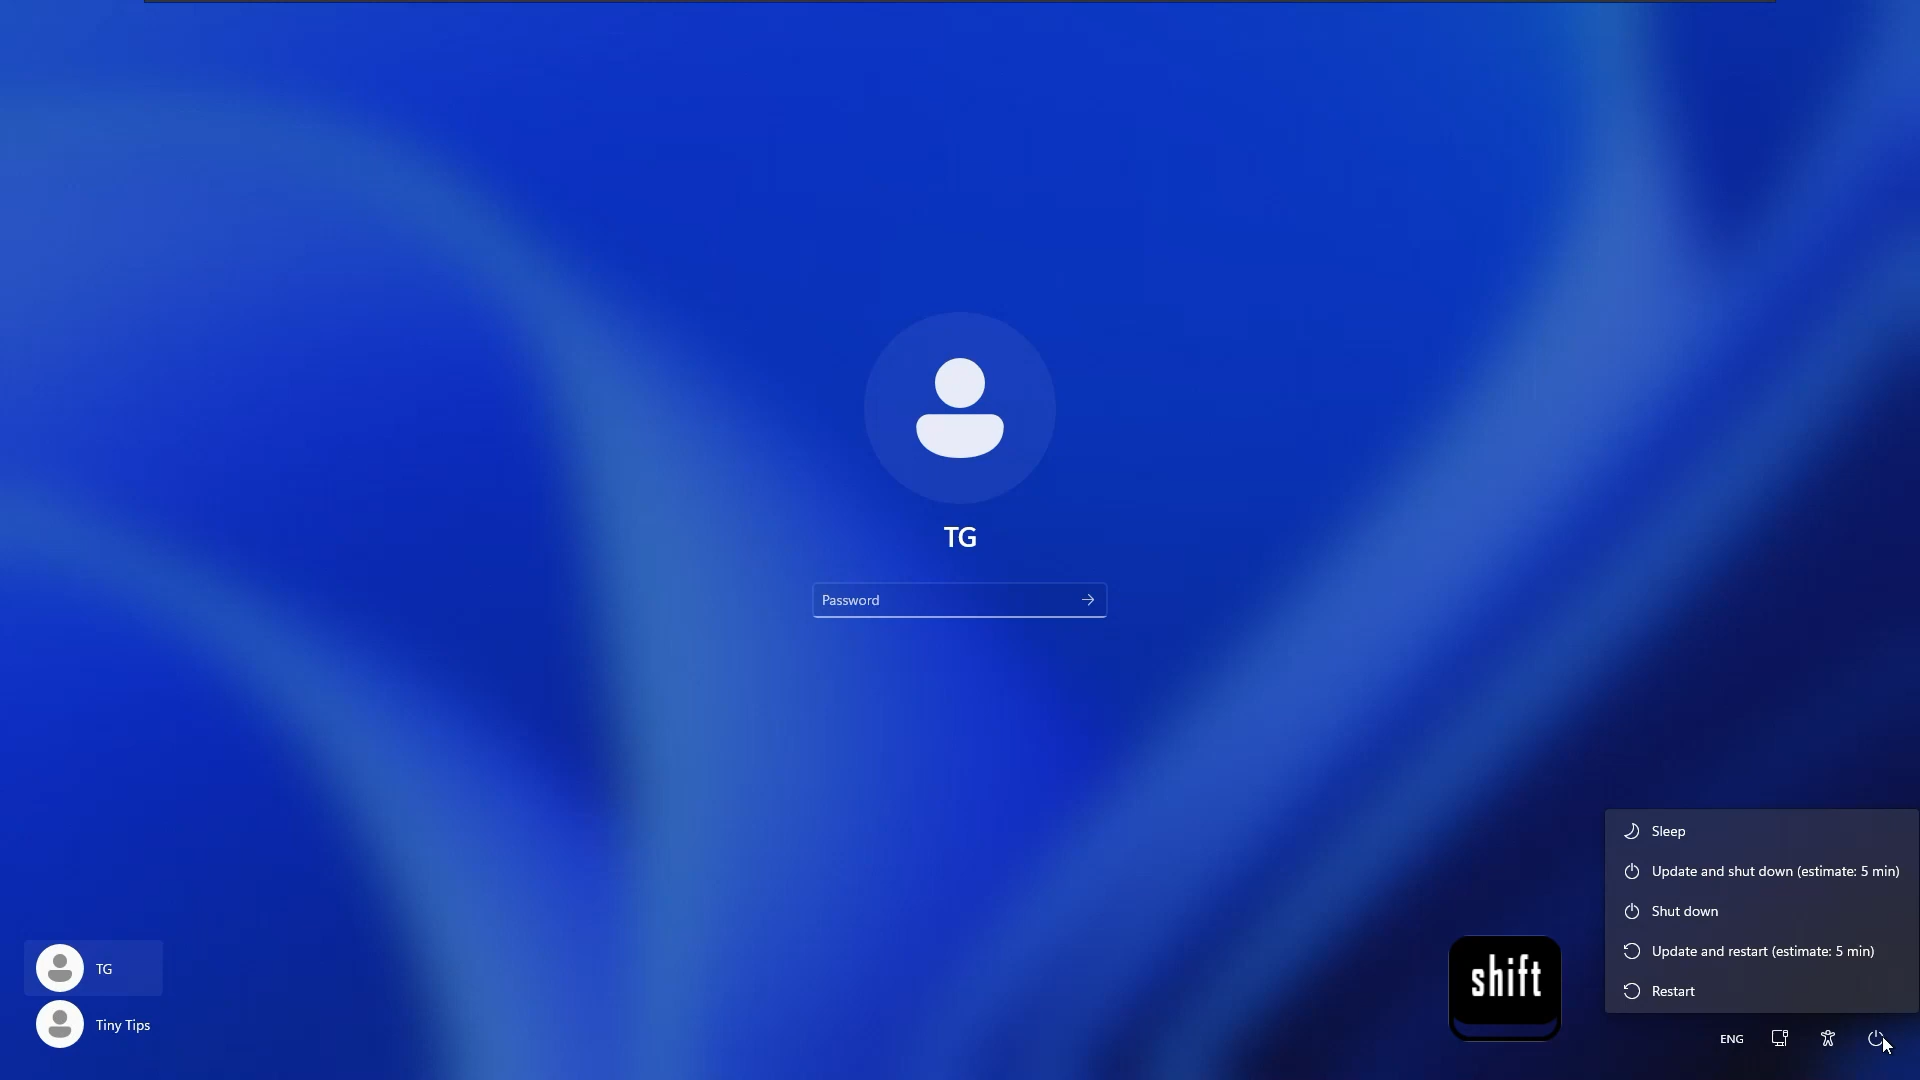 TG
Password
Sleep
Update and shut down (estimate: 5 min)
Shut down
Update and restart (estimate: 5 min)
Restart
TG
Tiny Tips
shift
ENG